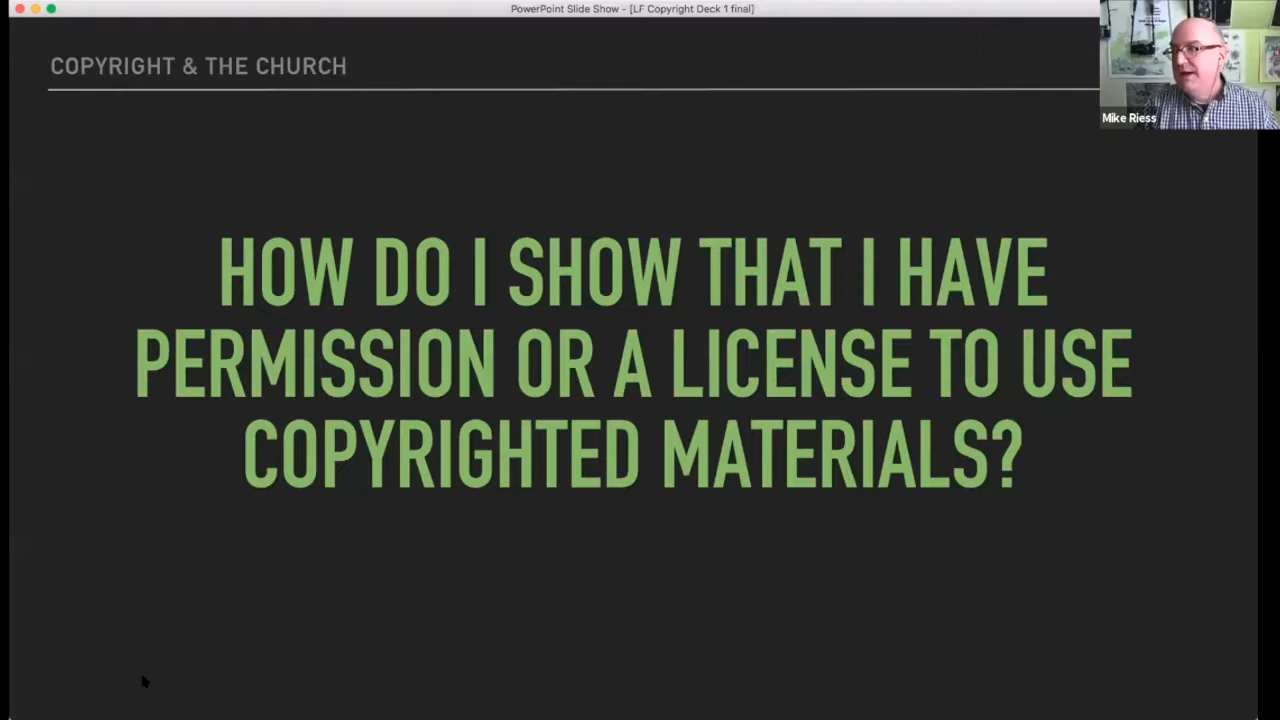 PowerPoint Slide Show - [LF Copyright Deck 1 final]
COPYRIGHT & THE CHURCH
Mike Riess
HOW DO I SHOW THAT I HAVE
PERMISSION OR A LICENSE TO USE
COPYRIGHTED MATERIALS?